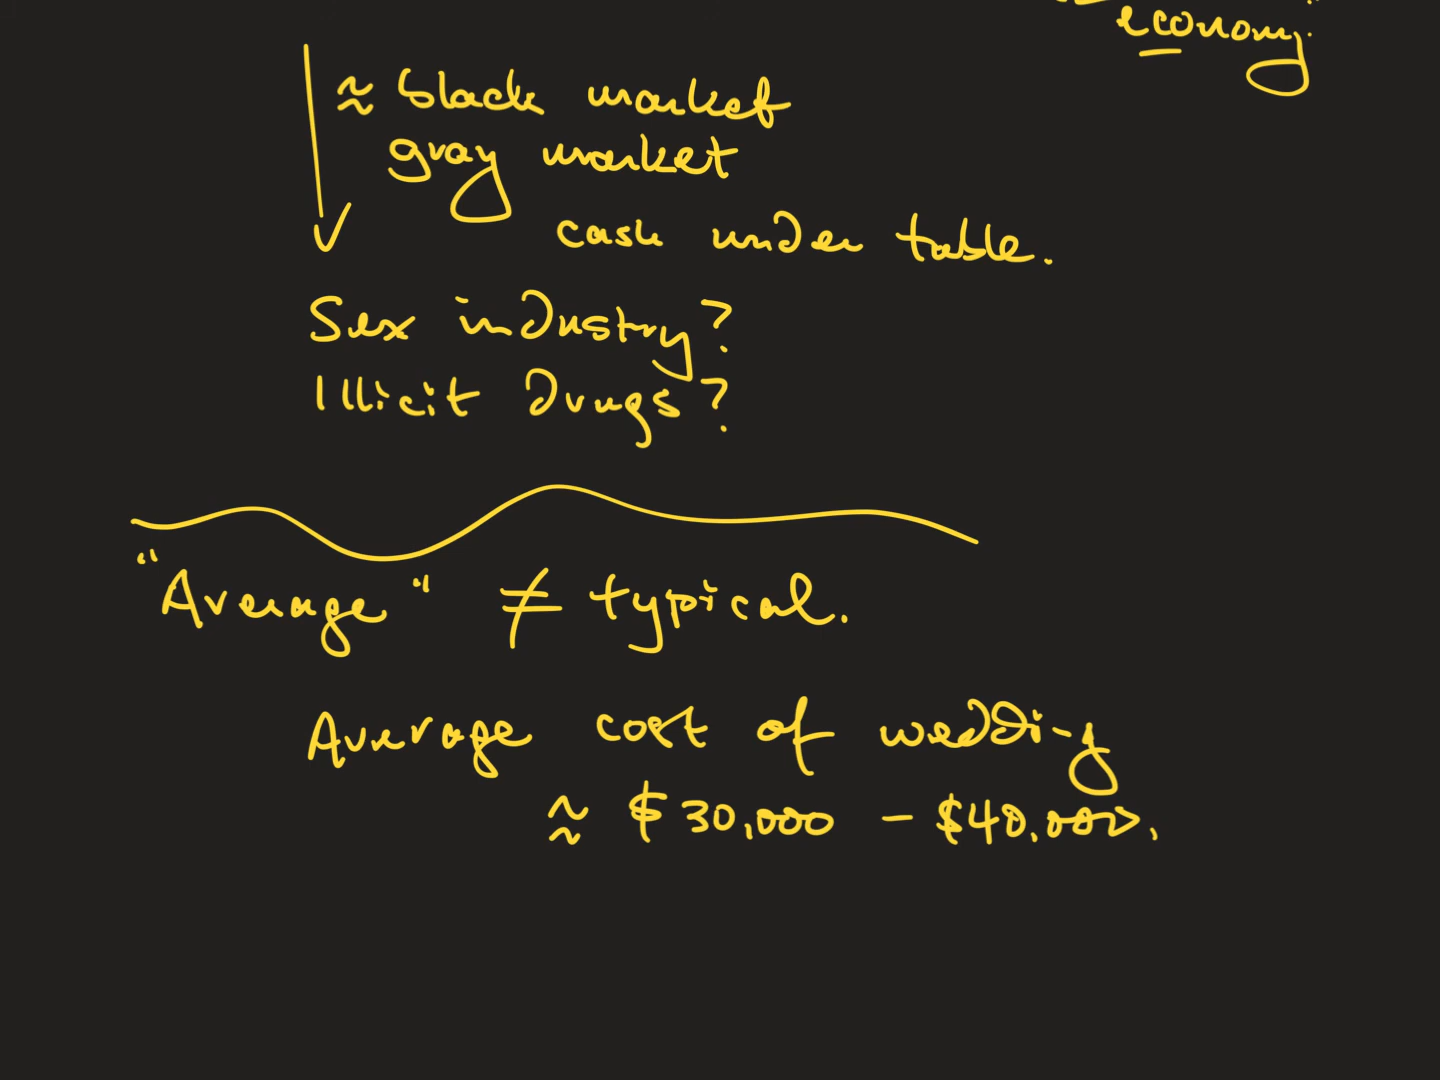 economy.
≈ black market
gray market
cash under table.
Sex industry?
Illicit drugs?
"Average" ≠ typical.
Average cost of wedding
≈ $30,000 - $40,000.